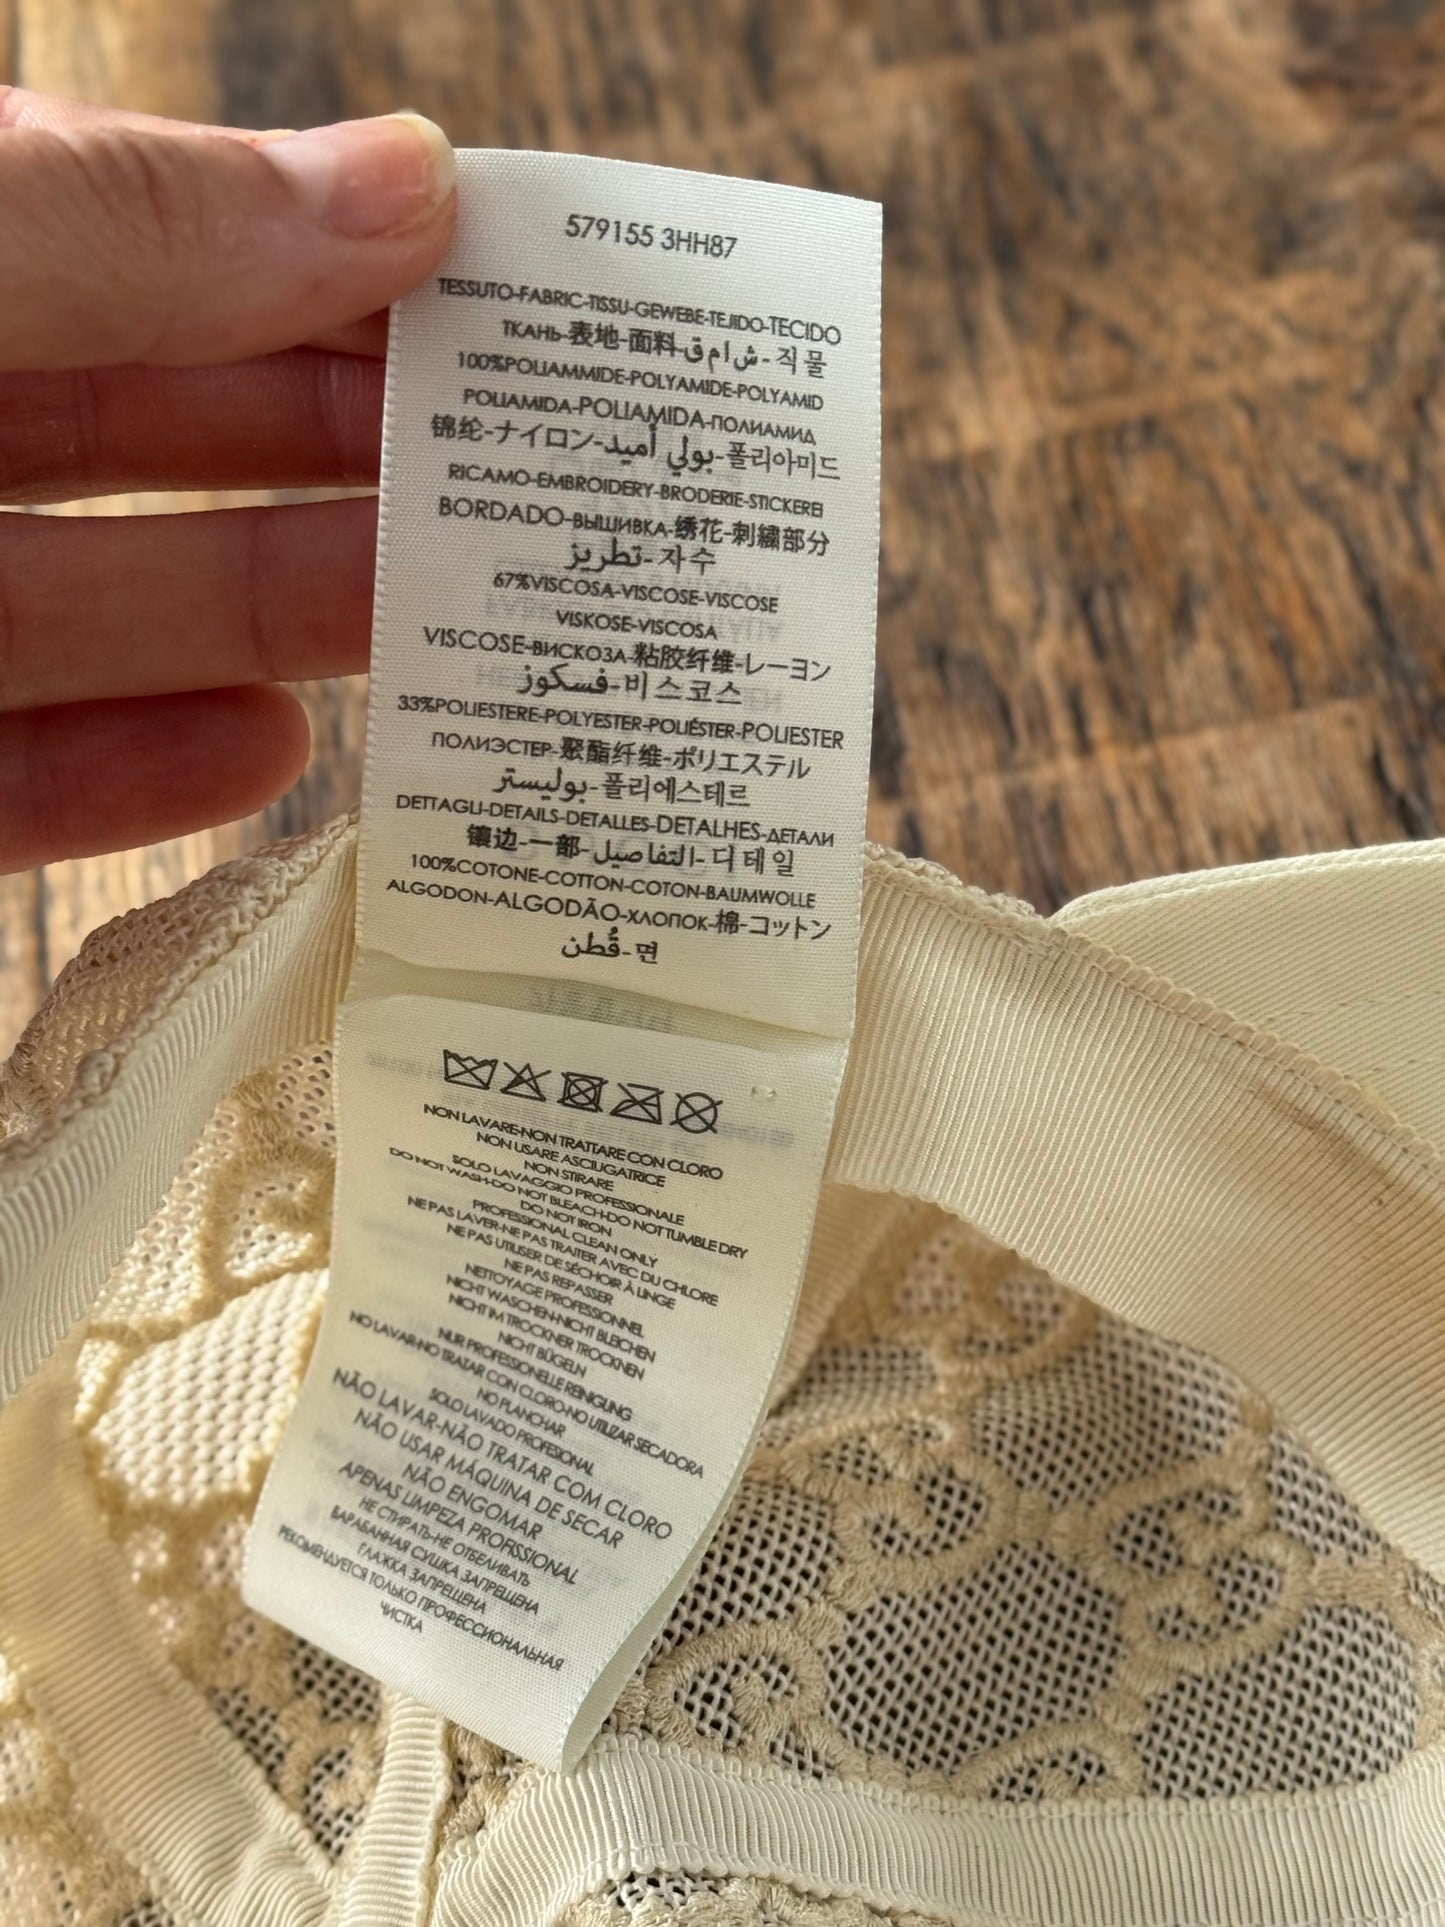 579155 3HH87
TESSUTO-FABRIC-TISSU-GEWEBE-TEJIDO-TECIDO
ТКАНЬ-表地-面料-ق ا م ش-직 물
100%POLIAMMIDE-POLYAMIDE-POLYAMID
POLIAMIDA-POLIAMIDA-ПОЛИАМИД
锦纶-ナイロン-بولي أميد-폴리아미드
RICAMO-EMBROIDERY-BRODERIE-STICKEREI
BORDADO-ВЫШИВКА-绣花-刺繍部分
تطريز-자수
67%VISCOSA-VISCOSE-VISCOSE
VISKOSE-VISCOSA
VISCOSE-ВИСКОЗА-粘胶纤维-レーヨン
فسكوز-비스코스
33%POLIESTERE-POLYESTER-POLIÉSTER-POLIESTER
ПОЛИЭСТЕР-聚酯纤维-ポリエステル
بوليستر-폴리에스테르
DETTAGLI-DETAILS-DETALLES-DETALHES-ДЕТАЛИ
镶边-一部-التفاصيل-디테일
100%COTONE-COTTON-COTON-BAUMWOLLE
ALGODON-ALGODÃO-ХЛОПОК-棉-コットン
قُطن-면
NON LAVARE-NON TRATTARE CON CLORO
NON USARE ASCIUGATRICE
NON STIRARE
SOLO LAVAGGIO PROFESSIONALE
DO NOT WASH-DO NOT BLEACH-DO NOT TUMBLE DRY
DO NOT IRON
PROFESSIONAL CLEAN ONLY
NE PAS LAVER-NE PAS TRAITER AVEC DU CHLORE
NE PAS UTILISER DE SÉCHOIR À LINGE
NE PAS REPASSER
NETTOYAGE PROFESSIONNEL
NICHT WASCHEN-NICHT BLEICHEN
NICHT IM TROCKNER TROCKNEN
NICHT BÜGELN
NUR PROFESSIONELLE REINIGUNG
NO LAVAR-NO TRATAR CON CLORO-NO UTILIZAR SECADORA
NO PLANCHAR
SOLO LAVADO PROFESIONAL
NÃO LAVAR-NÃO TRATAR COM CLORO
NÃO USAR MÁQUINA DE SECAR
NÃO ENGOMAR
APENAS LIMPEZA PROFISSIONAL
НЕ СТИРАТЬ-НЕ ОТБЕЛИВАТЬ
БАРАБАННАЯ СУШКА ЗАПРЕЩЕНА
ГЛАЖКА ЗАПРЕЩЕНА
РЕКОМЕНДУЕТСЯ ТОЛЬКО ПРОФЕССИОНАЛЬНАЯ
ЧИСТКА